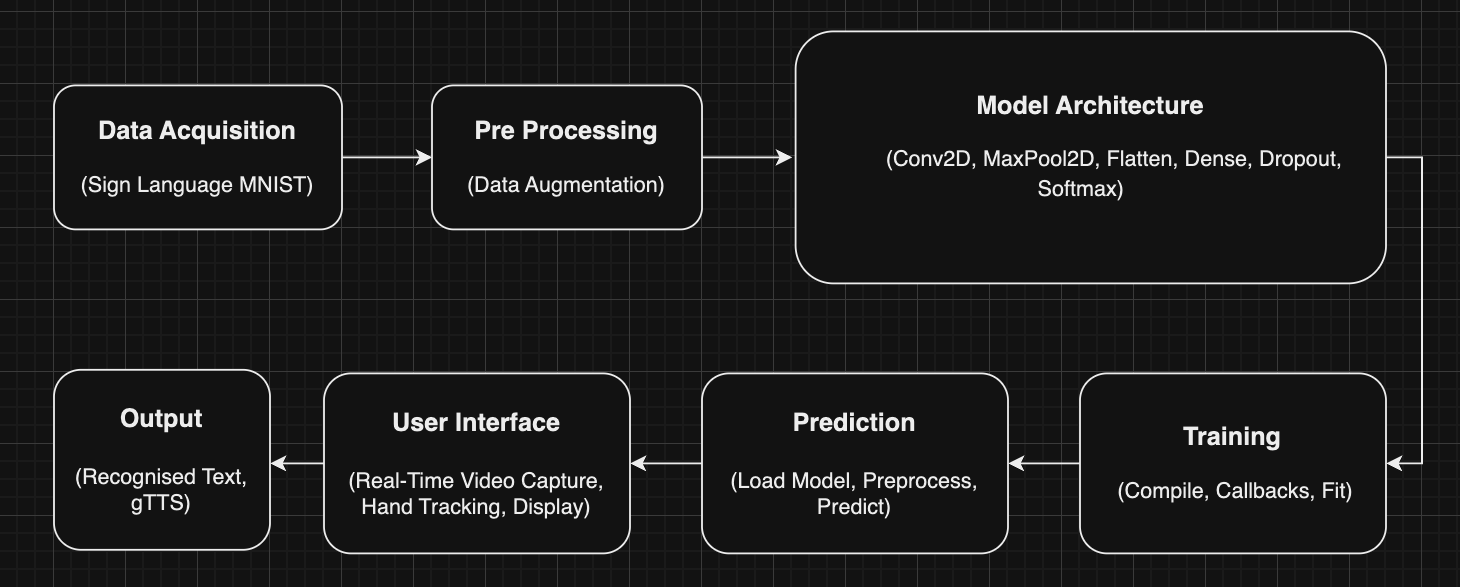 Data Acquisition
(Sign Language MNIST)
Pre Processing
(Data Augmentation)
Model Architecture
(Conv2D, MaxPool2D, Flatten, Dense, Dropout,
Softmax)
Training
(Compile, Callbacks, Fit)
Prediction
(Load Model, Preprocess,
Predict)
User Interface
(Real-Time Video Capture,
Hand Tracking, Display)
Output
(Recognised Text,
gTTS)